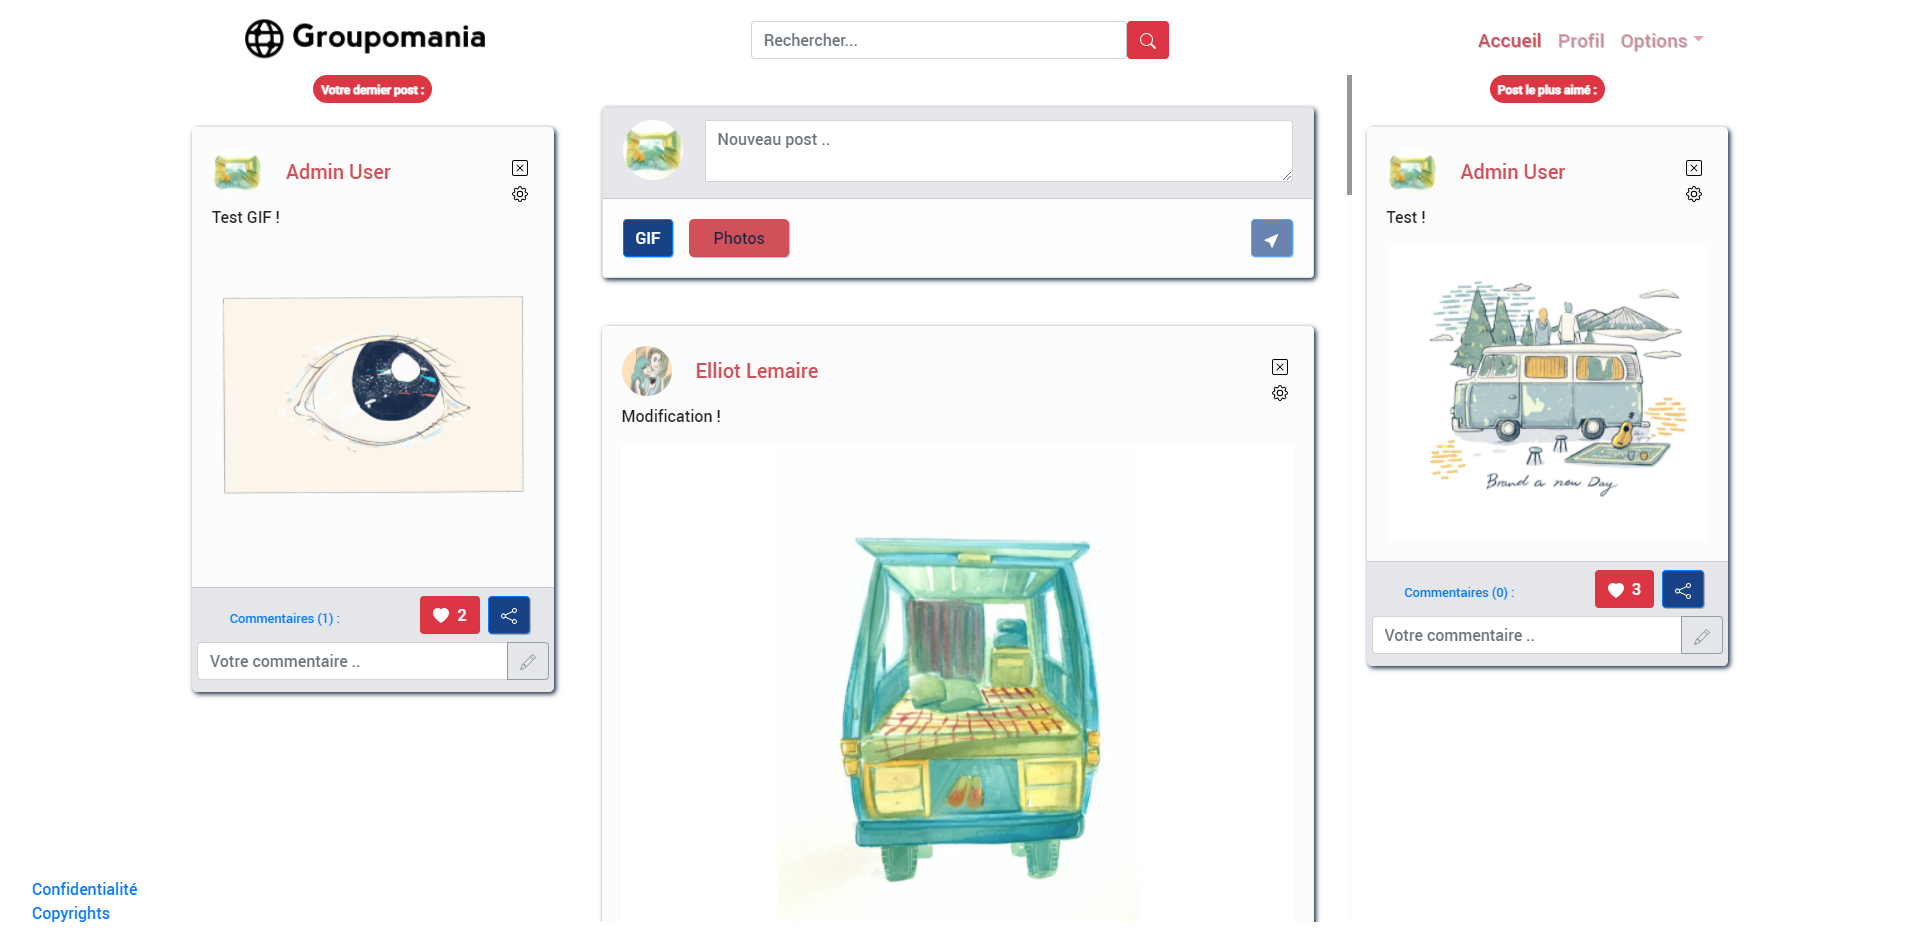 Groupomania
Rechercher...
Accueil Profil Options
Votre dernier post :
Admin User
Test GIF !
Commentaires (1) :
2
Votre commentaire ..
Nouveau post ..
GIF
Photos
Elliot Lemaire
Modification !
Post le plus aimé :
Admin User
Test !
Brand a new Day
Commentaires (0) :
3
Votre commentaire ..
Confidentialité
Copyrights